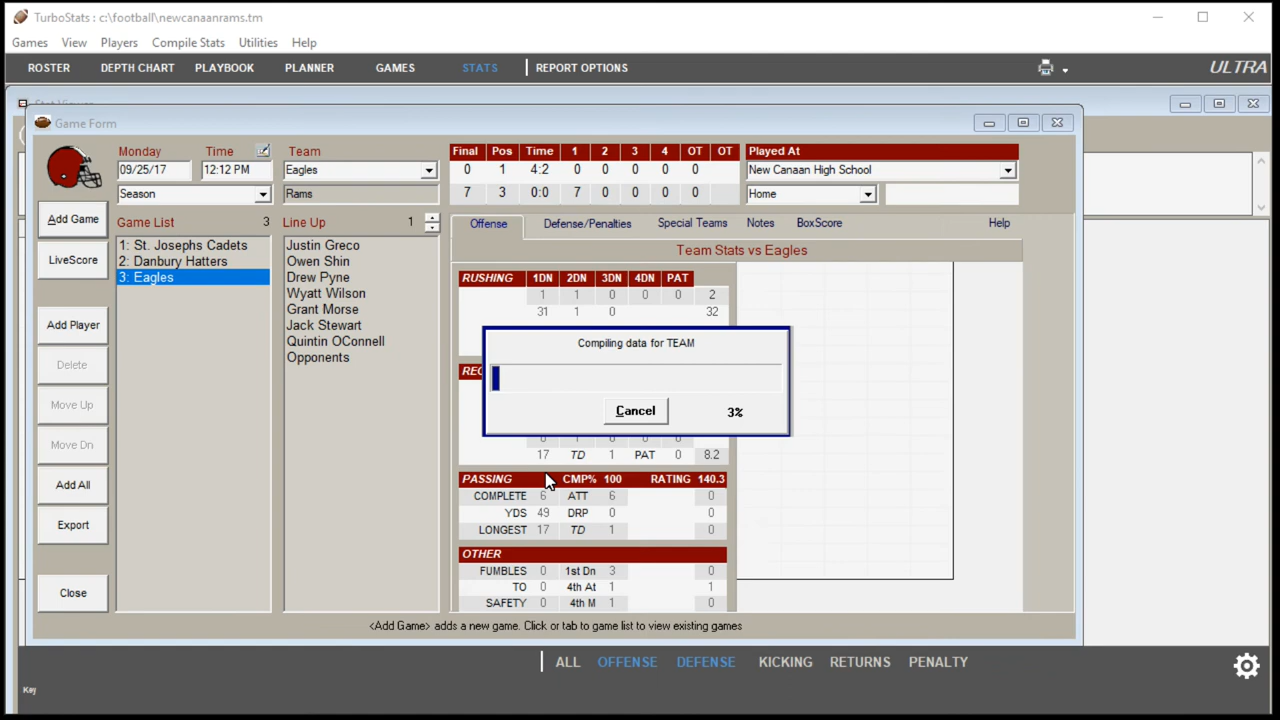 TurboStats : c:\football\newcanaanrams.tm
Games View Players Compile Stats Utilities Help
ROSTER DEPTH CHART PLAYBOOK PLANNER GAMES STATS REPORT OPTIONS ULTRA
Game Form
Monday Time Team Final Pos Time 1 2 3 4 OT OT Played At
09/25/17 12:12 PM Eagles 0 1 4:2 0 0 0 0 0 New Canaan High School
Season Rams 7 3 0:0 7 0 0 0 0 Home
Add Game Game List 3 Line Up 1 Offense Defense/Penalties Special Teams Notes BoxScore Help
1: St. Josephs Cadets Justin Greco Team Stats vs Eagles
LiveScore 2: Danbury Hatters Owen Shin
3: Eagles Drew Pyne RUSHING 1DN 2DN 3DN 4DN PAT
Wyatt Wilson 1 1 0 0 0 2
Grant Morse 31 1 0 32
Add Player Jack Stewart
Quintin OConnell Compiling data for TEAM
Opponents
Delete
Move Up Cancel 3%
Move Dn
17 TD 1 PAT 0 8.2
Add All PASSING CMP% 100 RATING 140.3
COMPLETE 6 ATT 6 0
YDS 49 DRP 0 0
Export LONGEST 17 TD 1 0
OTHER
FUMBLES 0 1st Dn 3 0
Close TO 0 4th At 1 1
SAFETY 0 4th M 1 0
<Add Game> adds a new game. Click or tab to game list to view existing games
ALL OFFENSE DEFENSE KICKING RETURNS PENALTY
Key